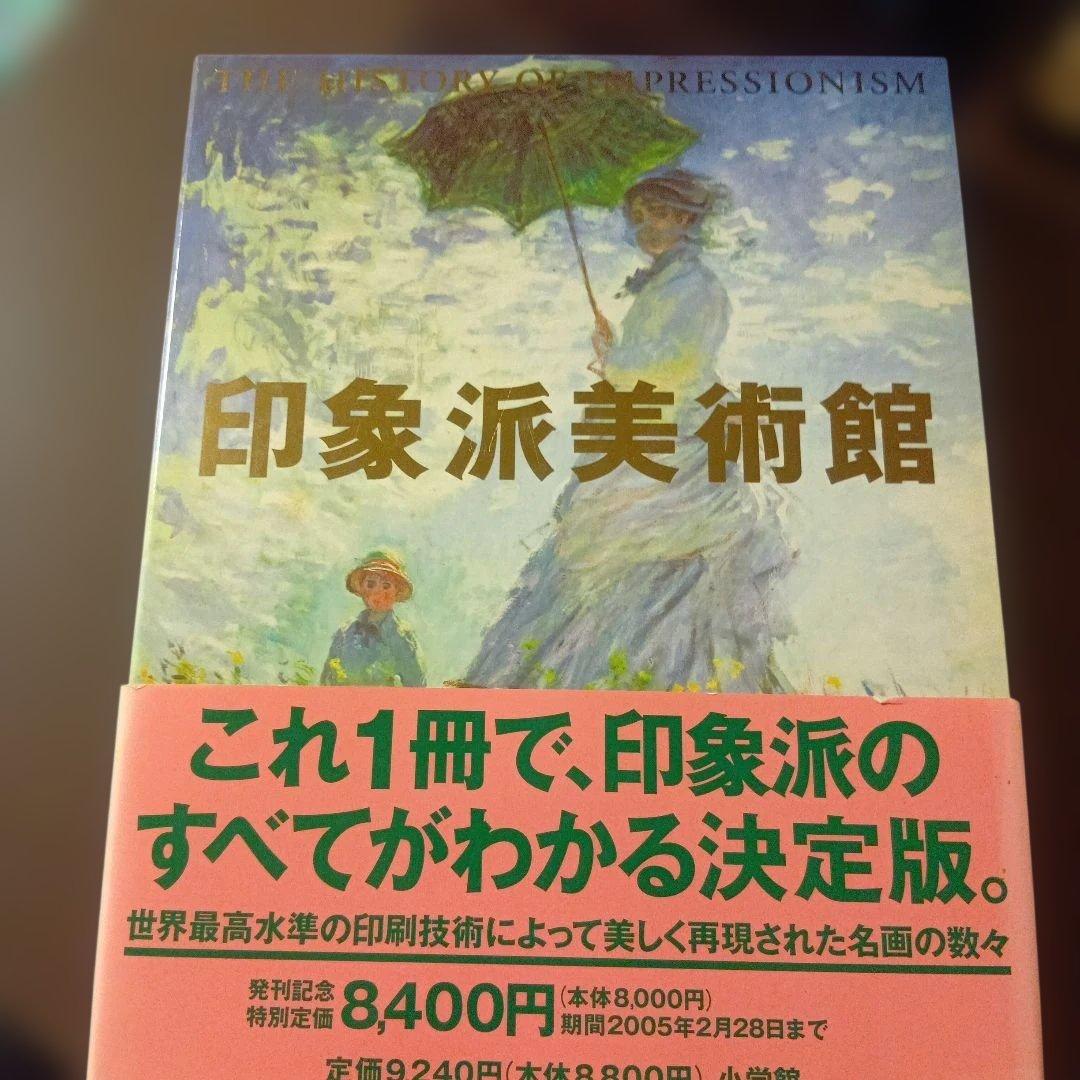 THE HISTORY OF IMPRESSIONISM
印象派美術館
これ1冊で、印象派の
すべてがわかる決定版。
世界最高水準の印刷技術によって美しく再現された名画の数々
発刊記念
特別定価
8,400円
(本体8,000円)
期間2005年2月28日まで
定価9,240円(本体8,800円) 小学館